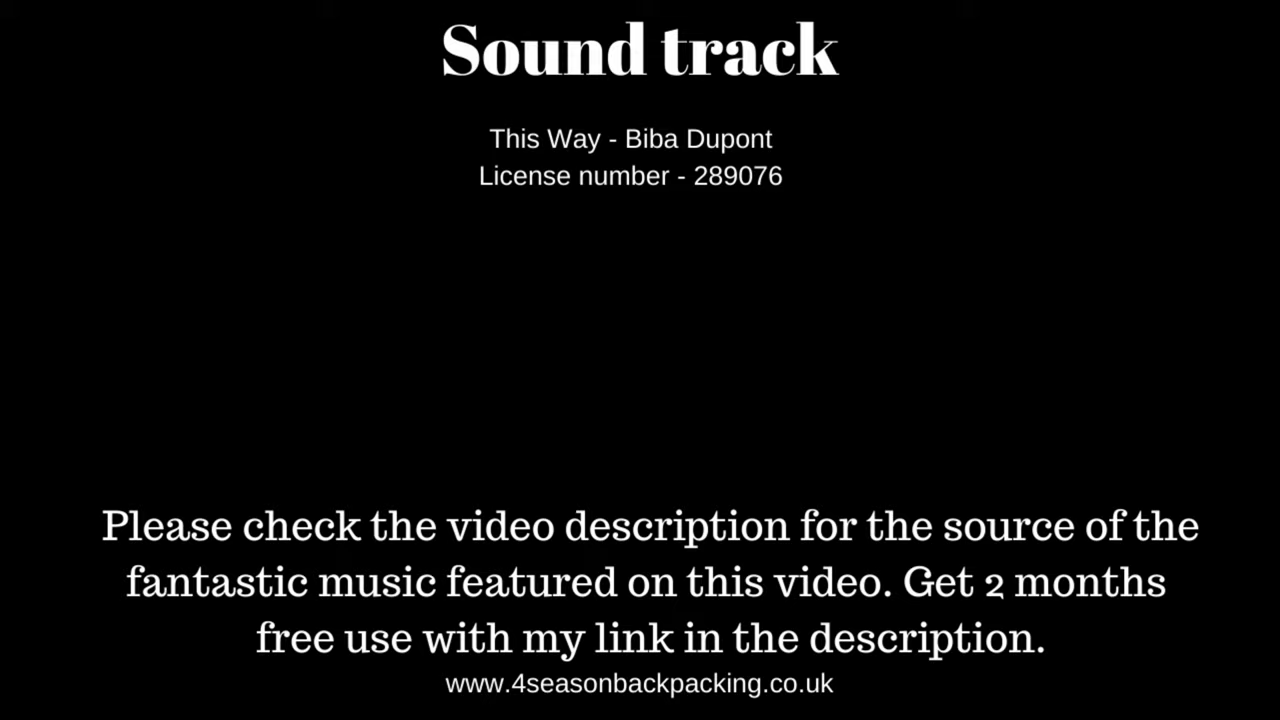 Sound track
This Way - Biba Dupont
License number - 289076
Please check the video description for the source of the
fantastic music featured on this video. Get 2 months
free use with my link in the description.
www.4seasonbackpacking.co.uk